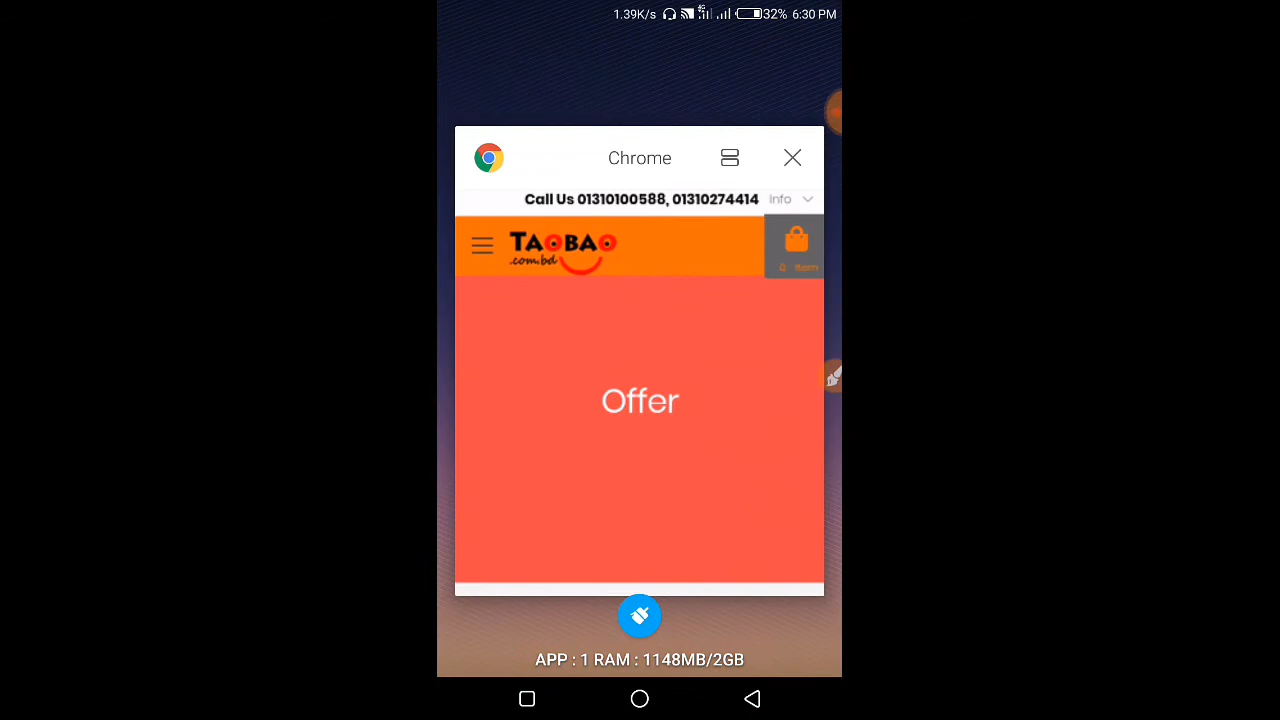 1.39K/s 4G 32% 6:30 PM
Chrome
Call Us 01310100588, 01310274414 Info
TAOBAO
.com.bd
0 Item
Offer
APP : 1 RAM : 1148MB/2GB